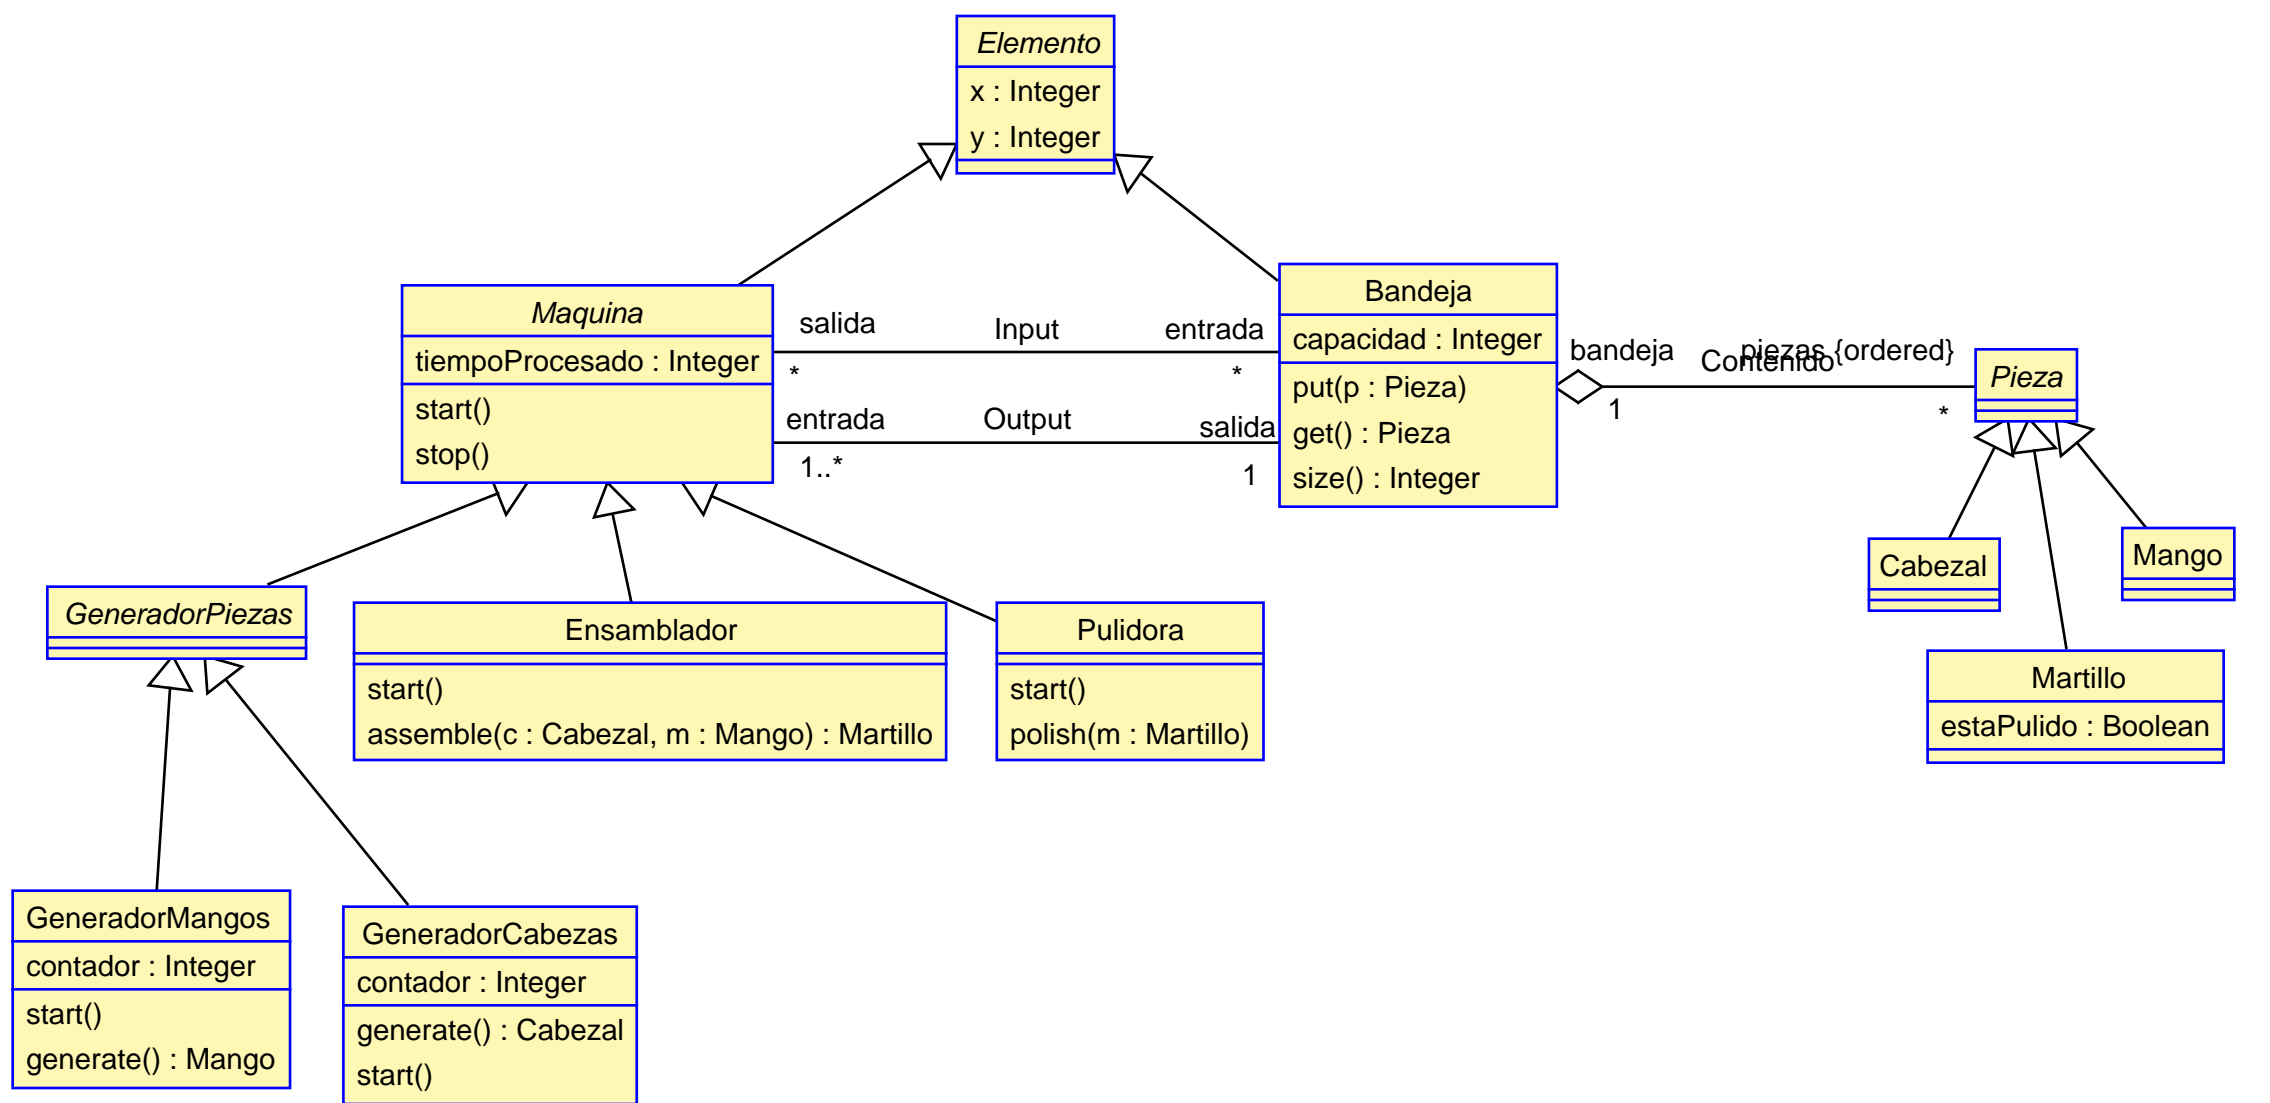 Elemento
x : Integer
y : Integer
Maquina
tiempoProcesado : Integer
start()
stop()
salida
Input
entrada
*
*
entrada
Output
salida
1..*
1
Bandeja
capacidad : Integer
put(p : Pieza)
get() : Pieza
size() : Integer
bandeja
piezas {ordered}
Contenido
1
*
Pieza
Cabezal
Mango
Martillo
estaPulido : Boolean
GeneradorPiezas
Ensamblador
start()
assemble(c : Cabezal, m : Mango) : Martillo
Pulidora
start()
polish(m : Martillo)
GeneradorMangos
contador : Integer
start()
generate() : Mango
GeneradorCabezas
contador : Integer
generate() : Cabezal
start()